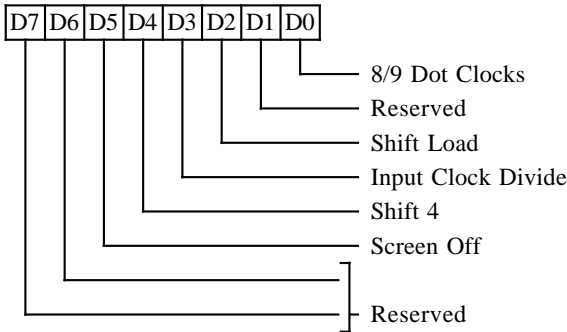 D7 D6 D5 D4 D3 D2 D1 D0
8/9 Dot Clocks
Reserved
Shift Load
Input Clock Divide
Shift 4
Screen Off
Reserved